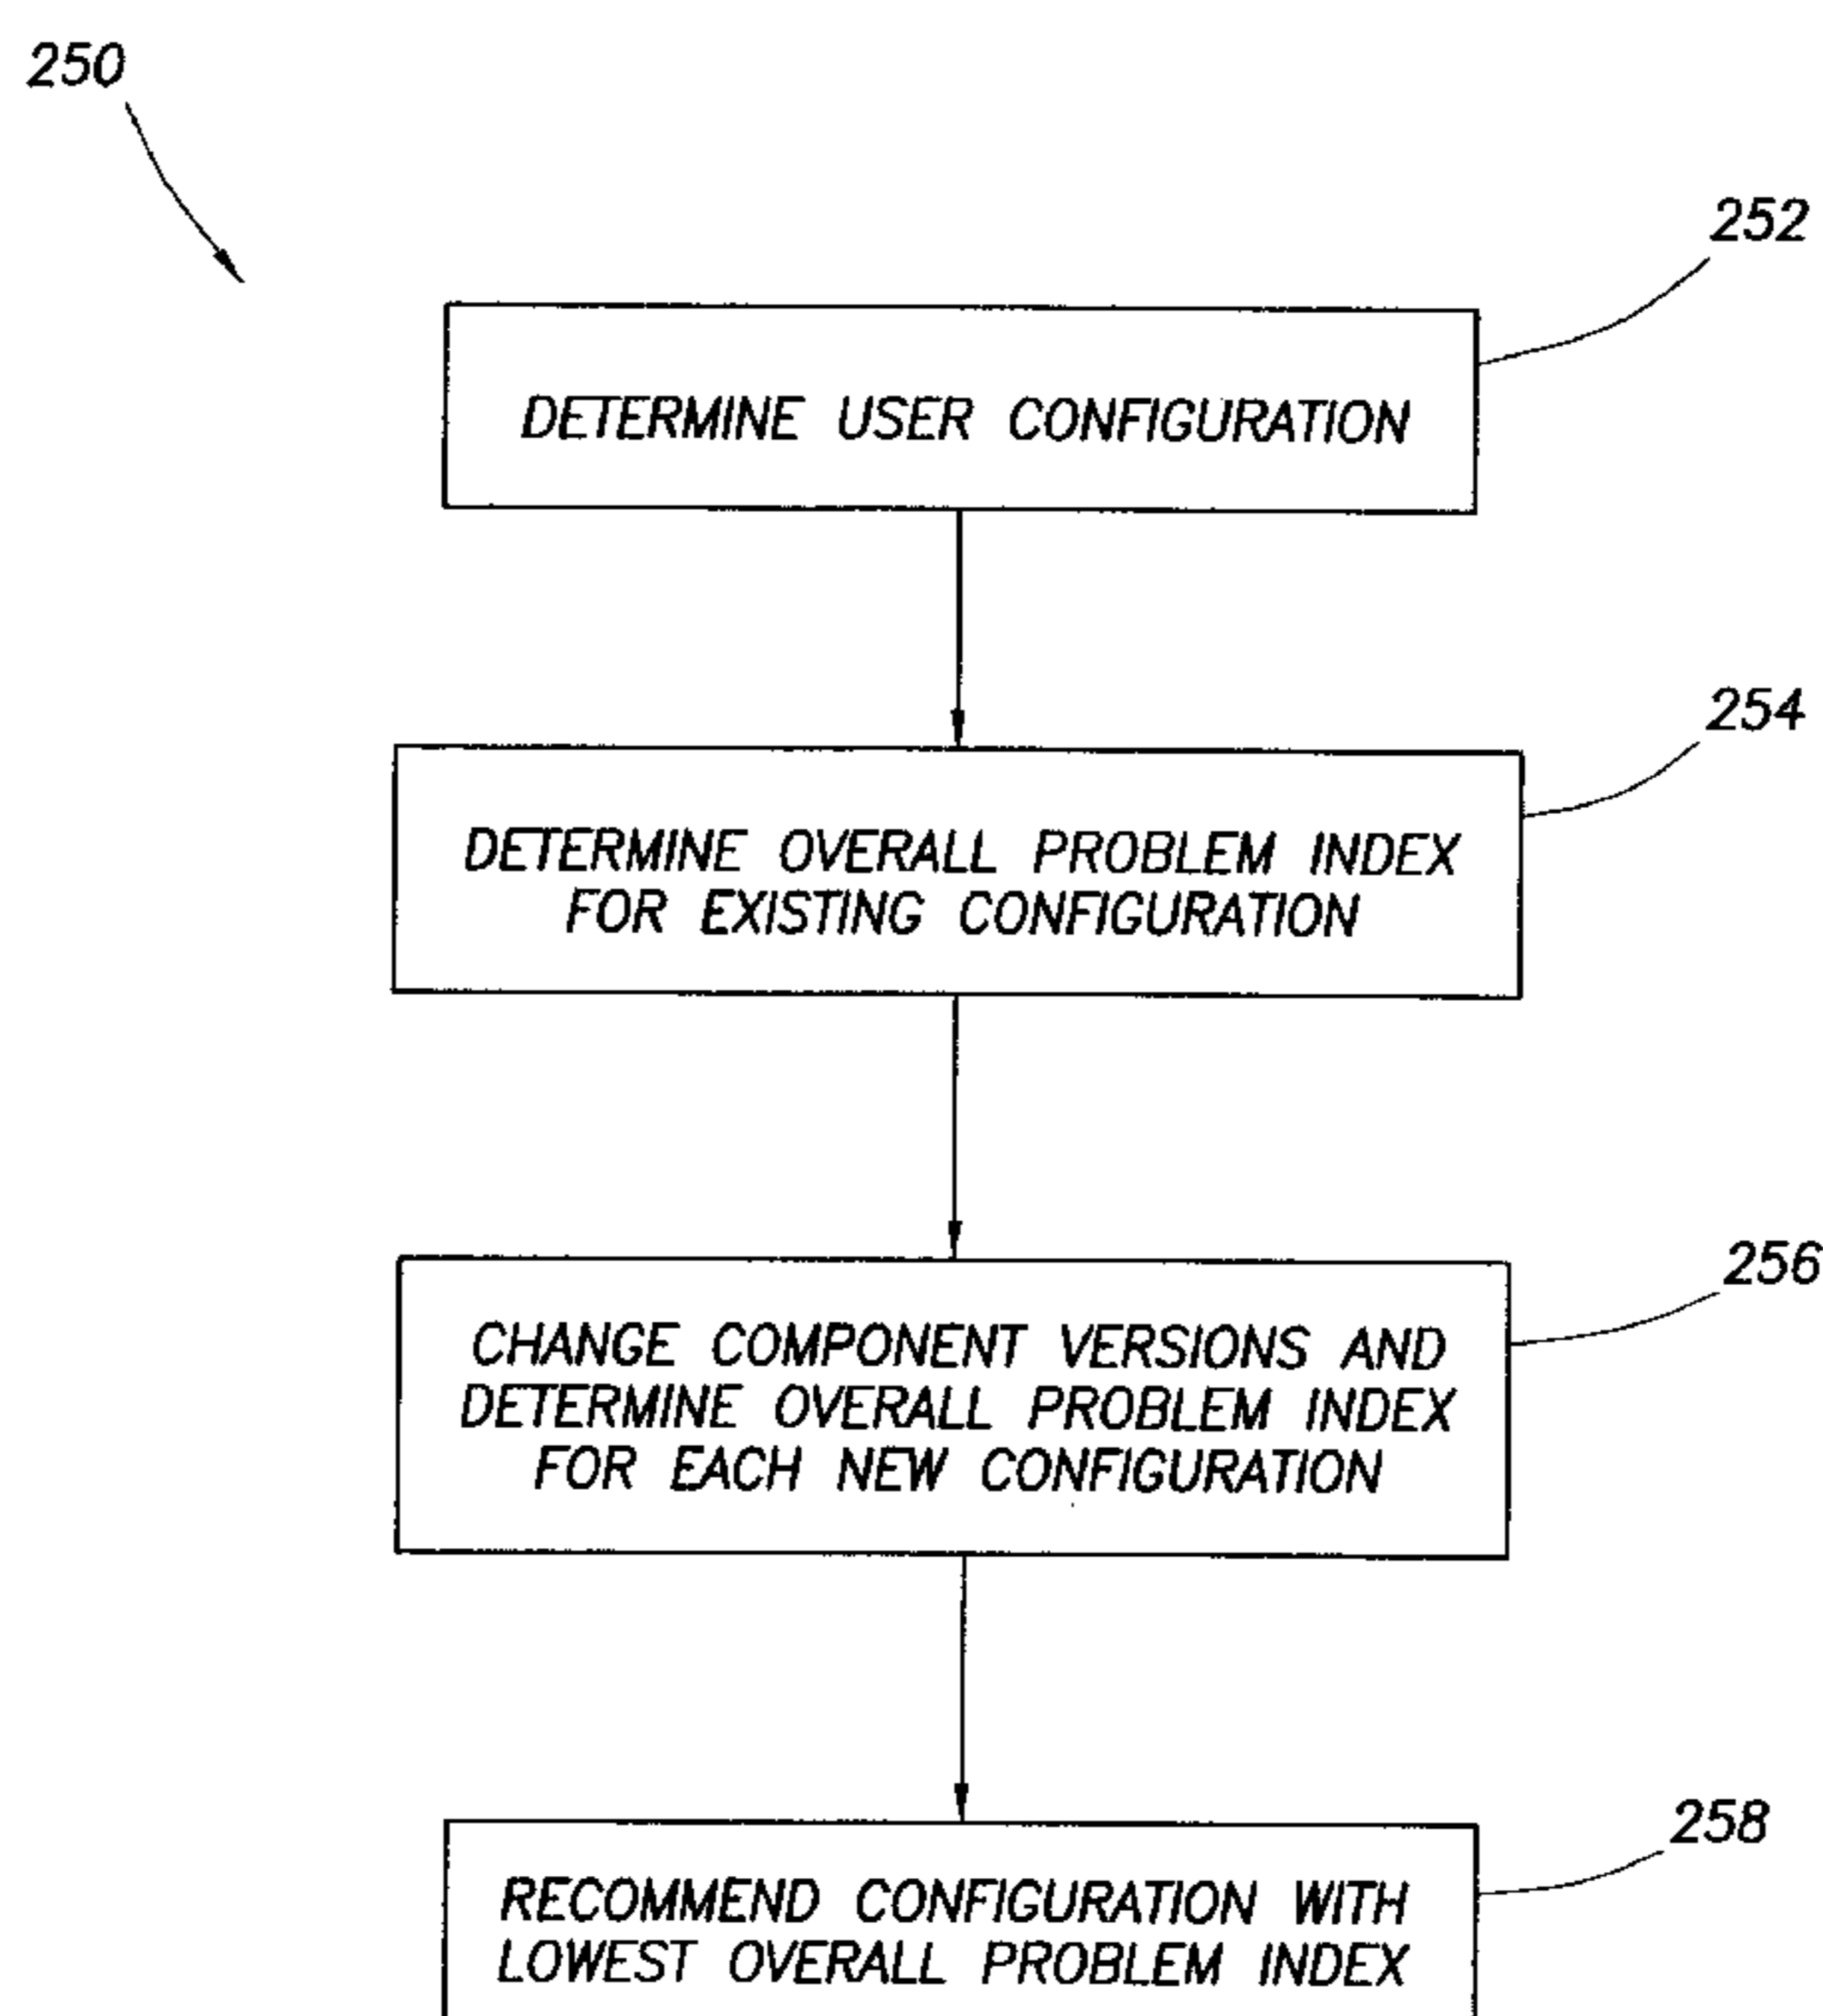 250
252
DETERMINE USER CONFIGURATION
254
DETERMINE OVERALL PROBLEM INDEX
FOR EXISTING CONFIGURATION
256
CHANGE COMPONENT VERSIONS AND
DETERMINE OVERALL PROBLEM INDEX
FOR EACH NEW CONFIGURATION
258
RECOMMEND CONFIGURATION WITH
LOWEST OVERALL PROBLEM INDEX